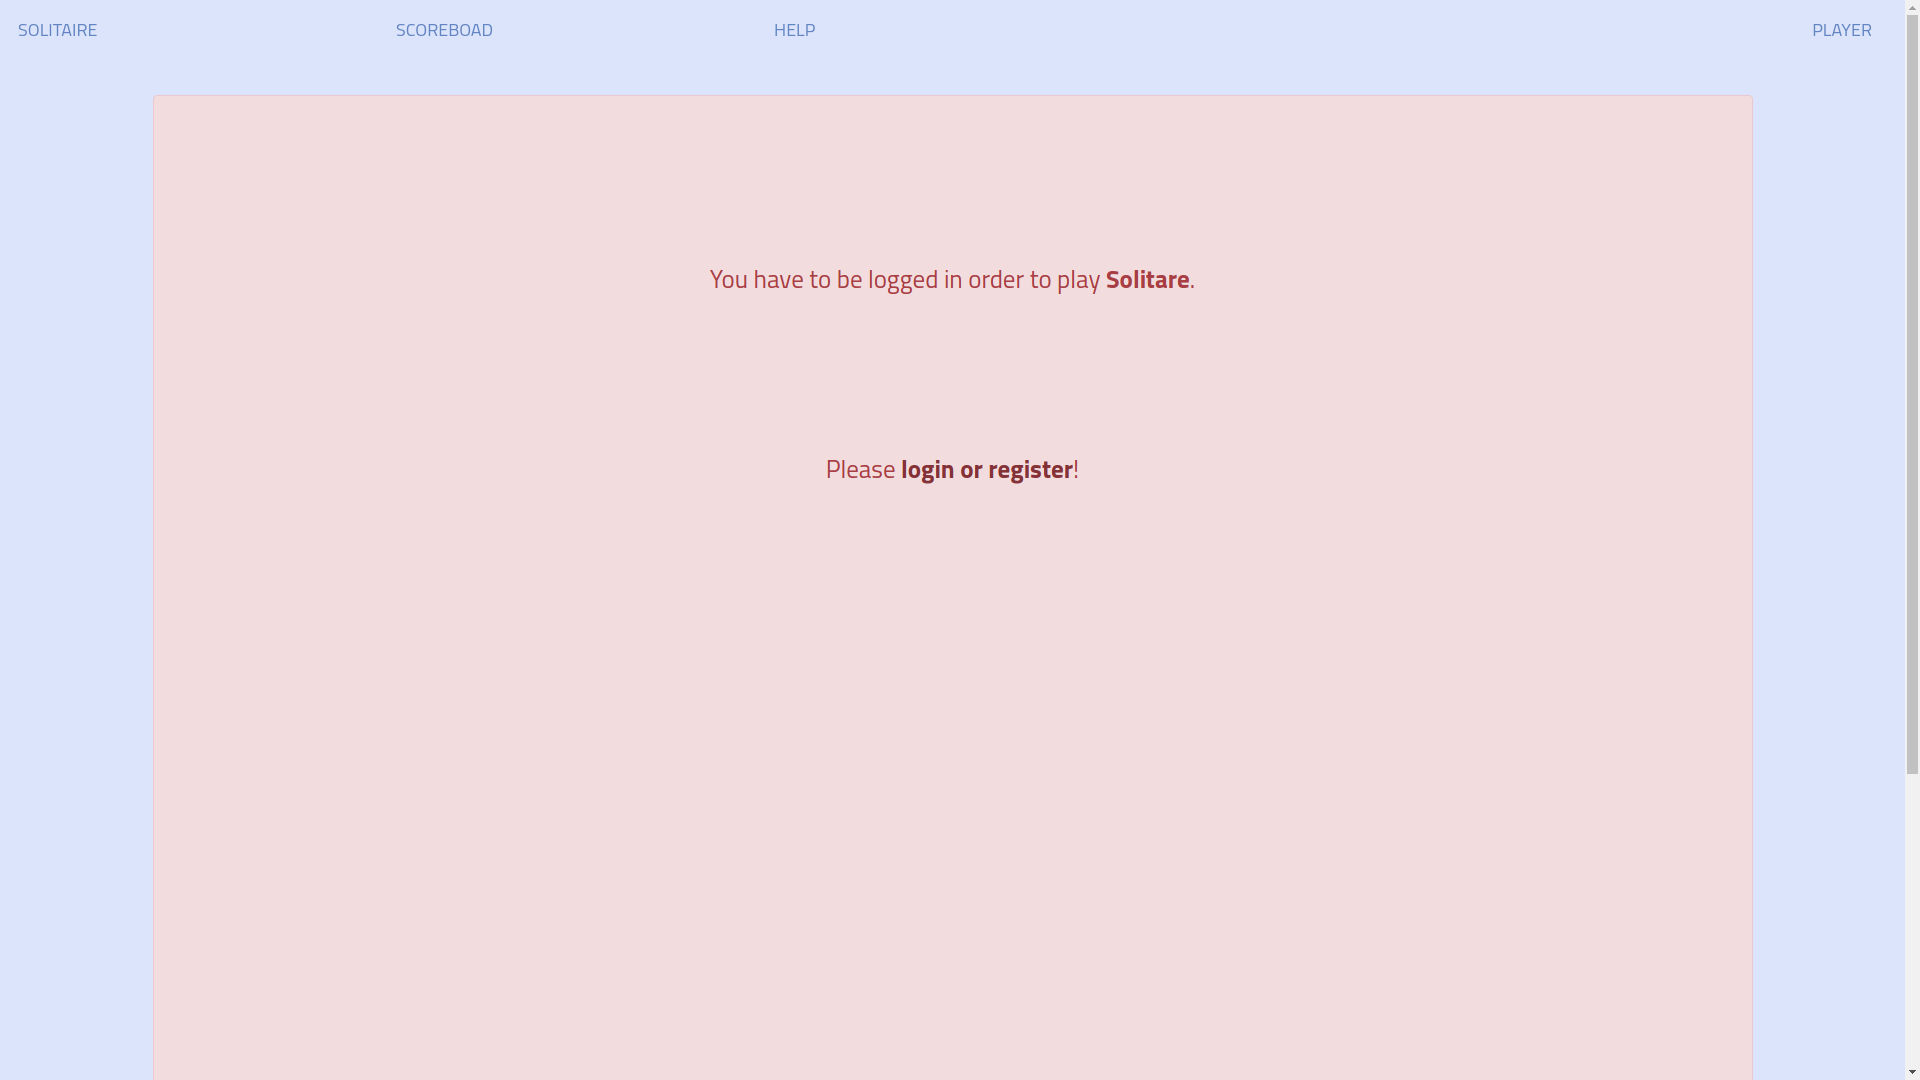 SOLITAIRE SCOREBOAD HELP PLAYER
You have to be logged in order to play Solitare.
Please login or register!